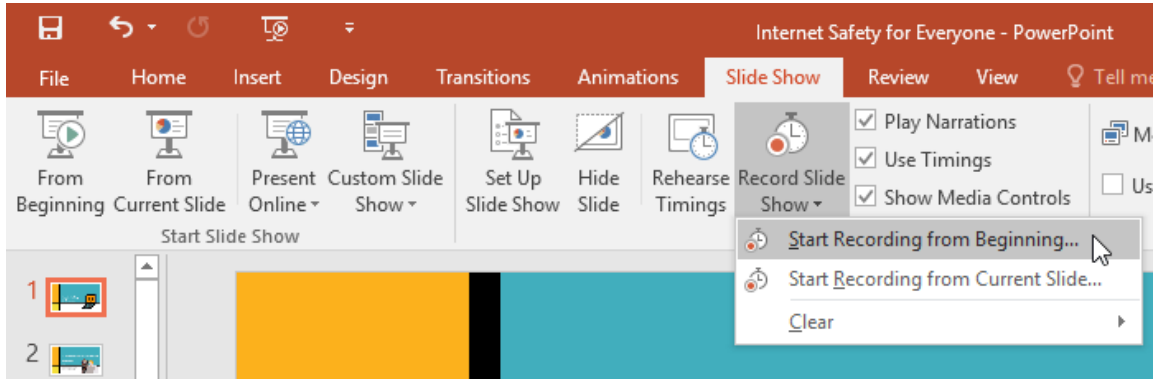 Internet Safety for Everyone - PowerPoint
File Home Insert Design Transitions Animations Slide Show Review View Tell me
From Beginning
From Current Slide
Present Online
Custom Slide Show
Set Up Slide Show
Hide Slide
Rehearse Timings
Record Slide Show
Play Narrations
Use Timings
Show Media Controls
Start Slide Show
Start Recording from Beginning...
Start Recording from Current Slide...
Clear
1
2